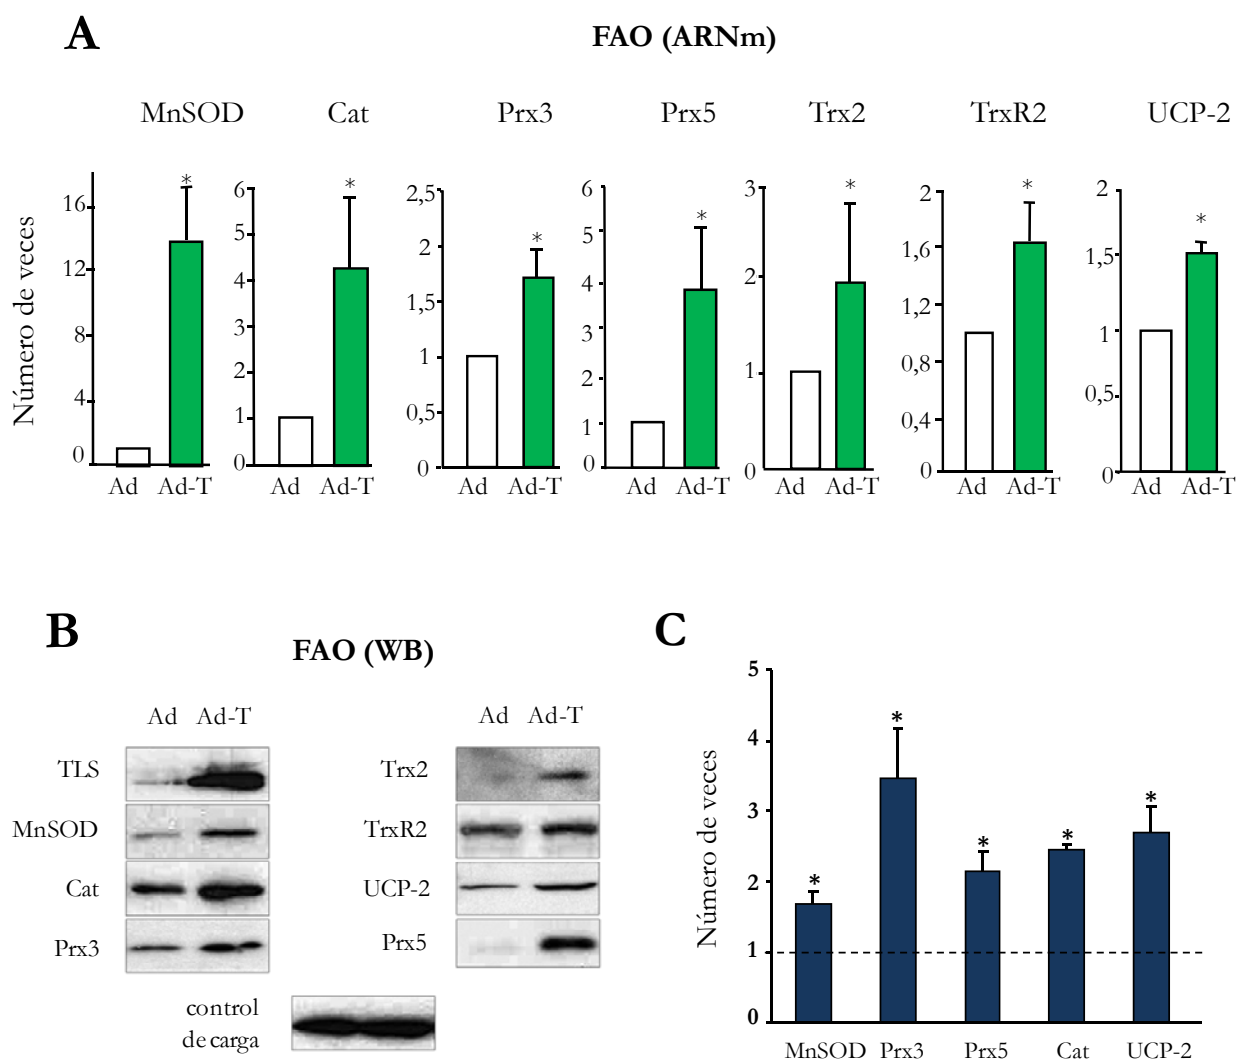 A
FAO (ARNm)
MnSOD
Cat
Prx3
Prx5
Trx2
TrxR2
UCP-2
Número de veces
16
12
8
4
0
*
Ad Ad-T
6
5
4
3
2
1
0
*
Ad Ad-T
2,5
2
1,5
1
0,5
0
*
Ad Ad-T
6
5
4
3
2
1
0
*
Ad Ad-T
3
2
1
0
*
Ad Ad-T
2
1,6
1,2
0,8
0,4
0
*
Ad Ad-T
2
1,5
1
0,5
0
*
Ad Ad-T
B
FAO (WB)
Ad Ad-T
TLS
MnSOD
Cat
Prx3
Ad Ad-T
Trx2
TrxR2
UCP-2
Prx5
control
de carga
C
Número de veces
5
4
3
2
1
0
*
*
*
*
*
MnSOD Prx3 Prx5 Cat UCP-2